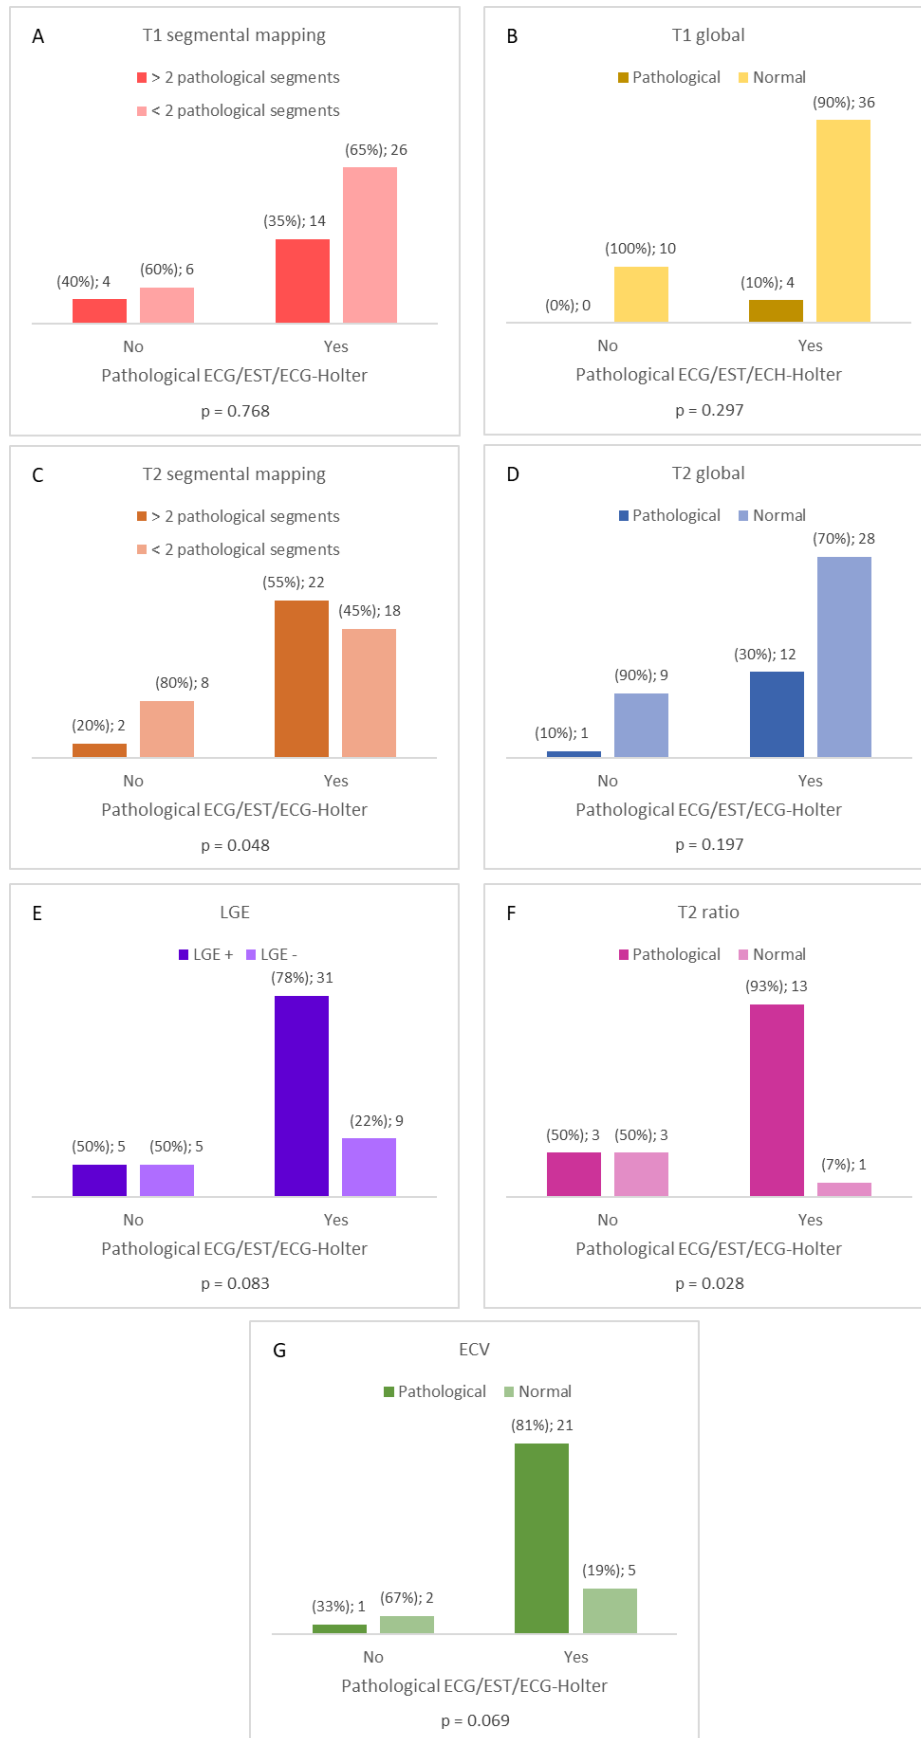 A
T1 segmental mapping
> 2 pathological segments
< 2 pathological segments
(65%); 26
(35%); 14
(40%); 4
(60%); 6
No
Yes
Pathological ECG/EST/ECG-Holter
p = 0.768
B
T1 global
Pathological Normal
(90%); 36
(100%); 10
(0%); 0
(10%); 4
No
Yes
Pathological ECG/EST/ECH-Holter
p = 0.297
C
T2 segmental mapping
> 2 pathological segments
< 2 pathological segments
(55%); 22
(45%); 18
(80%); 8
(20%); 2
No
Yes
Pathological ECG/EST/ECG-Holter
p = 0.048
D
T2 global
Pathological Normal
(70%); 28
(30%); 12
(90%); 9
(10%); 1
No
Yes
Pathological ECG/EST/ECG-Holter
p = 0.197
E
LGE
LGE + LGE -
(78%); 31
(22%); 9
(50%); 5
(50%); 5
No
Yes
Pathological ECG/EST/ECG-Holter
p = 0.083
F
T2 ratio
Pathological Normal
(93%); 13
(50%); 3
(50%); 3
(7%); 1
No
Yes
Pathological ECG/EST/ECG-Holter
p = 0.028
G
ECV
Pathological Normal
(81%); 21
(19%); 5
(33%); 1
(67%); 2
No
Yes
Pathological ECG/EST/ECG-Holter
p = 0.069